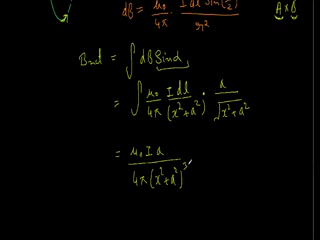 dB = μ₀/4π · I dl Sin(π/2)/r² A × B
Bnet = ∫ dB Sinα
= ∫ μ₀/4π I dl/(x²+a²) · a/√(x²+a²)
= μ₀ I a/4π(x²+a²)³